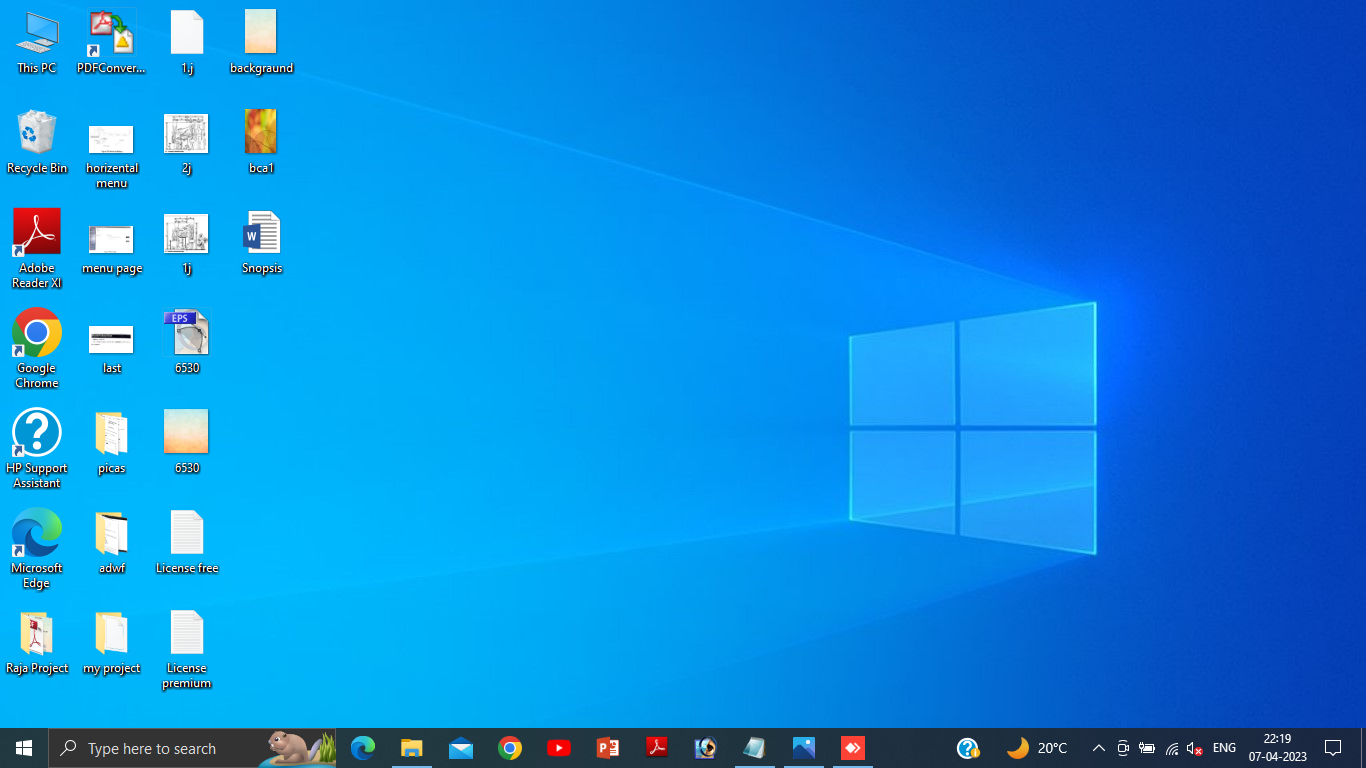 This PC
PDFConver...
1.j
backgraund
Recycle Bin
horizental
menu
2j
bca1
Adobe
Reader XI
menu page
1j
W
Snopsis
Google
Chrome
last
EPS
6530
HP Support
Assistant
picas
6530
Microsoft
Edge
adwf
License free
Raja Project
my project
License
premium
Type here to search
20°C
ENG
22:19
07-04-2023